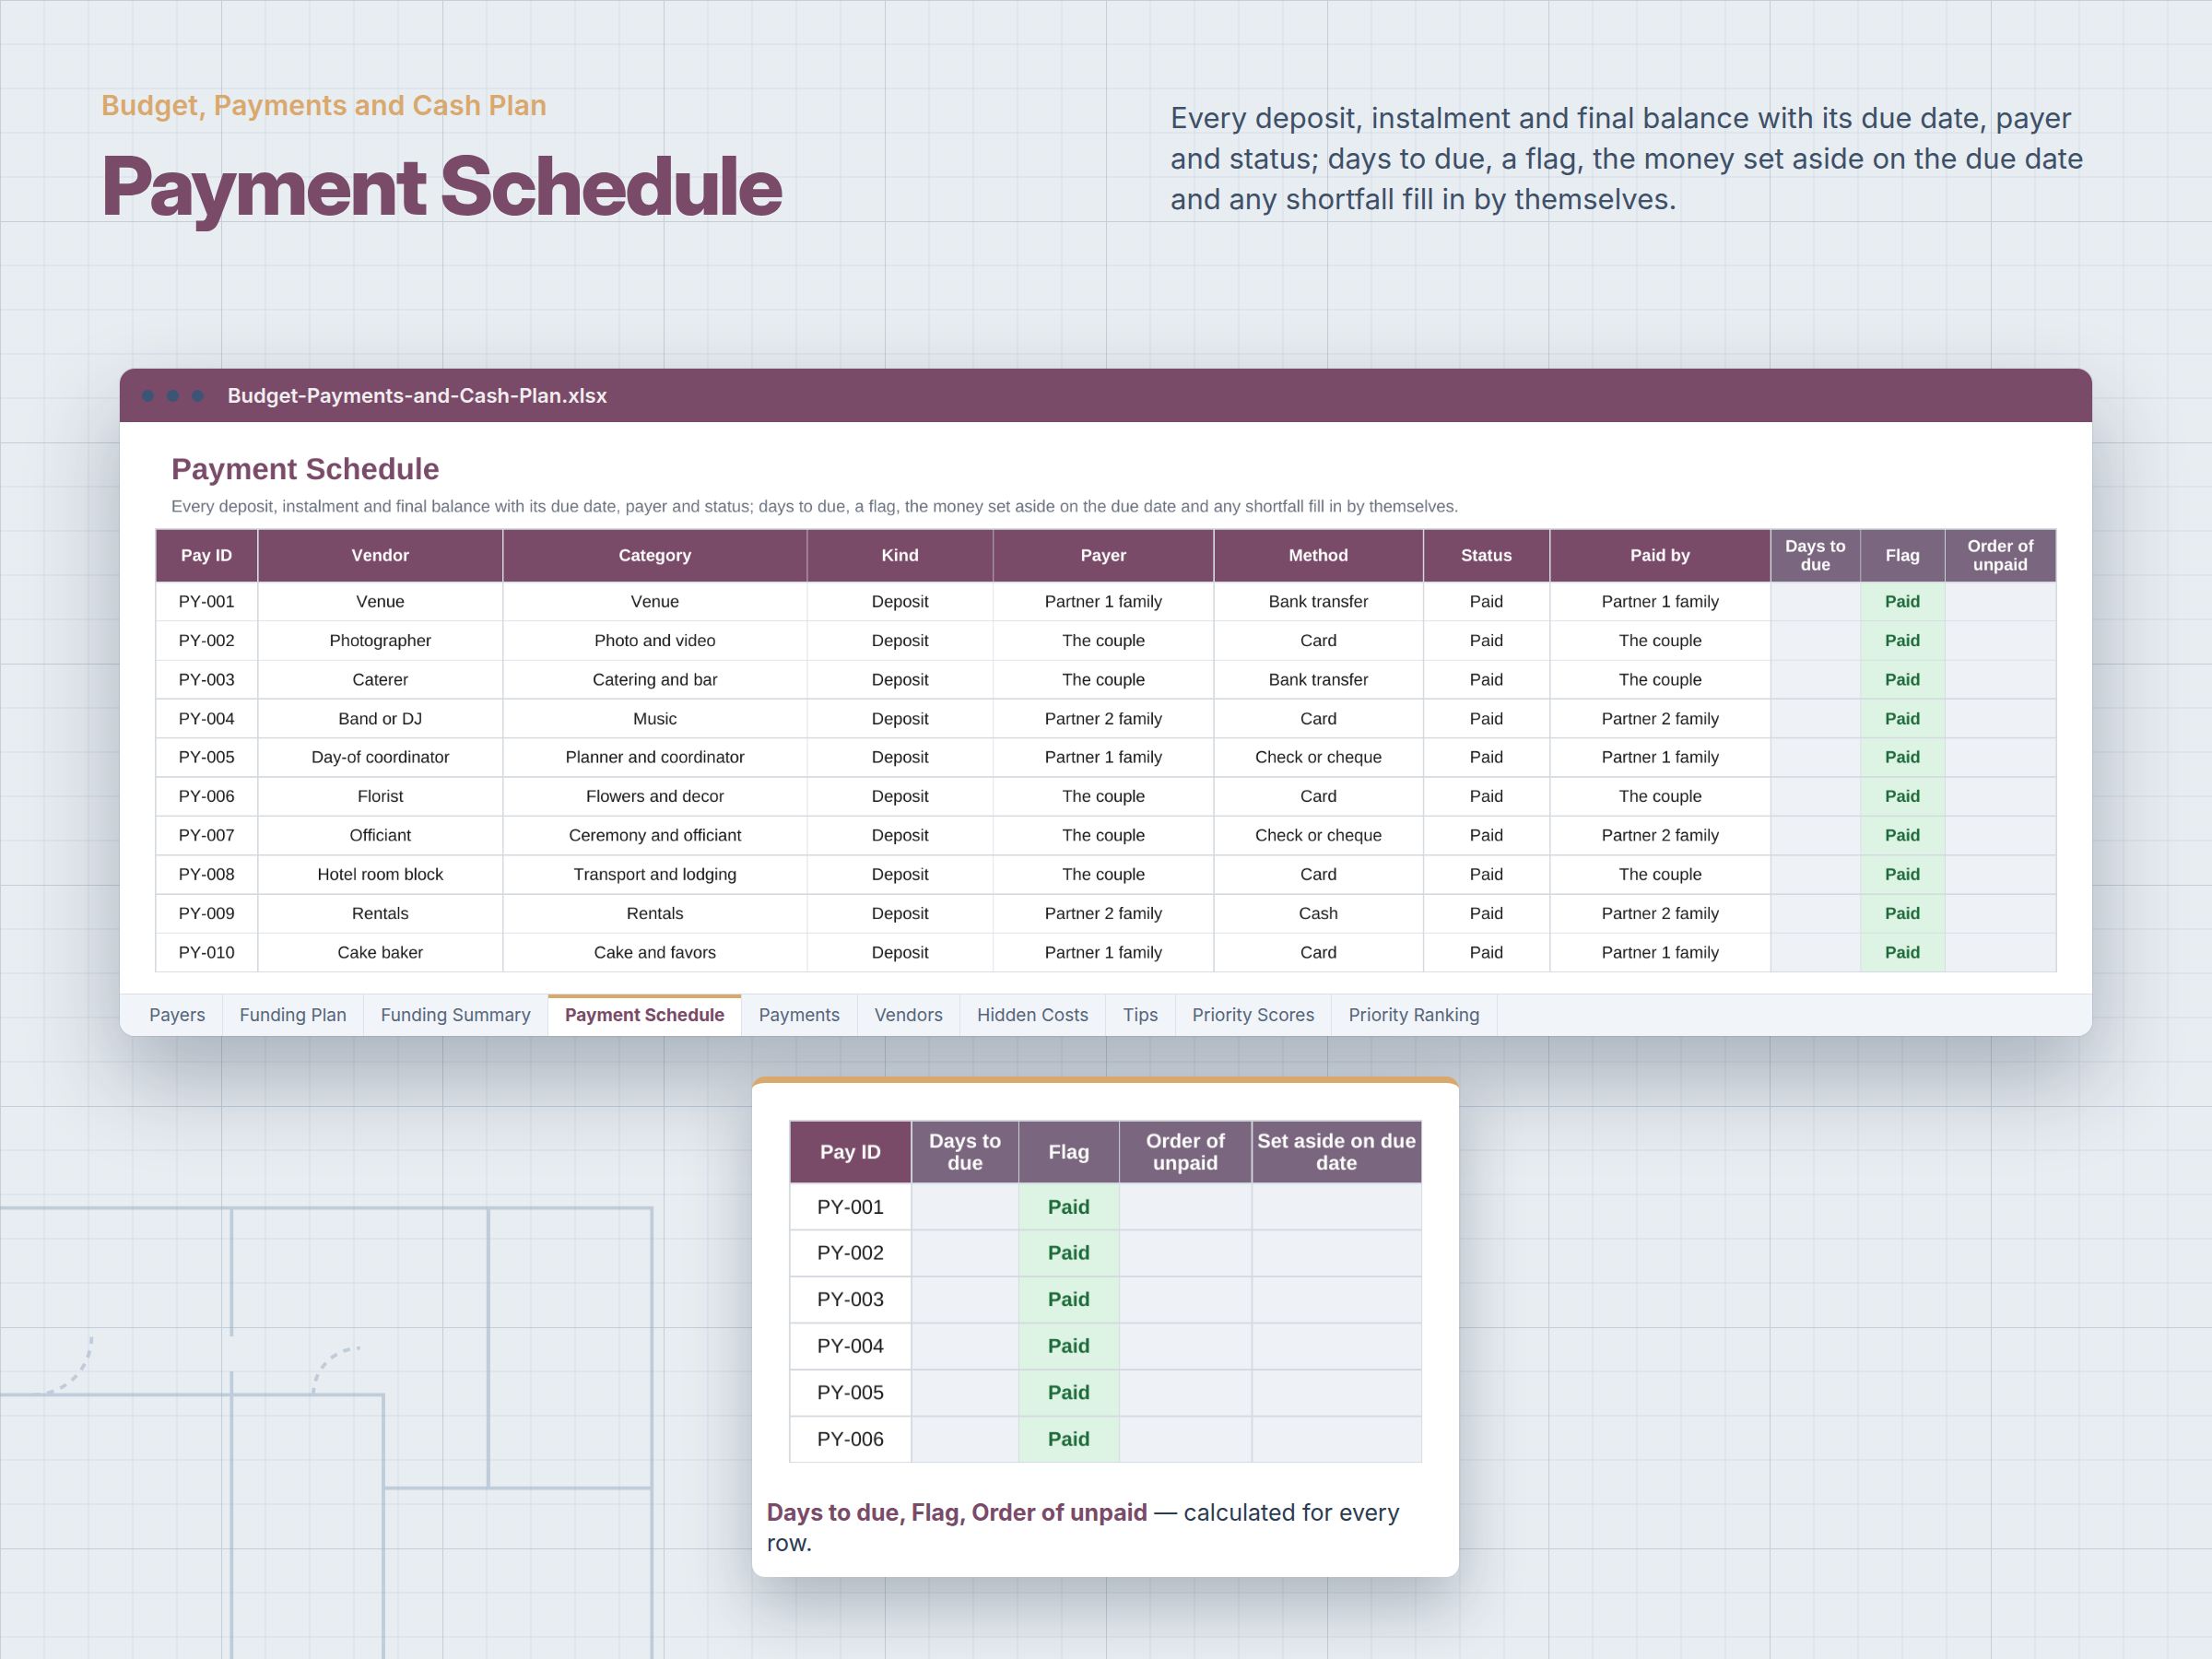 Budget, Payments and Cash Plan
Payment Schedule
Every deposit, instalment and final balance with its due date, payer
and status; days to due, a flag, the money set aside on the due date
and any shortfall fill in by themselves.
Budget-Payments-and-Cash-Plan.xlsx
Payment Schedule
Every deposit, instalment and final balance with its due date, payer and status; days to due, a flag, the money set aside on the due date and any shortfall fill in by themselves.
Pay ID Vendor Category Kind Payer Method Status Paid by Days to due Flag Order of unpaid
PY-001 Venue Venue Deposit Partner 1 family Bank transfer Paid Partner 1 family Paid
PY-002 Photographer Photo and video Deposit The couple Card Paid The couple Paid
PY-003 Caterer Catering and bar Deposit The couple Bank transfer Paid The couple Paid
PY-004 Band or DJ Music Deposit Partner 2 family Card Paid Partner 2 family Paid
PY-005 Day-of coordinator Planner and coordinator Deposit Partner 1 family Check or cheque Paid Partner 1 family Paid
PY-006 Florist Flowers and decor Deposit The couple Card Paid The couple Paid
PY-007 Officiant Ceremony and officiant Deposit The couple Check or cheque Paid Partner 2 family Paid
PY-008 Hotel room block Transport and lodging Deposit The couple Card Paid The couple Paid
PY-009 Rentals Rentals Deposit Partner 2 family Cash Paid Partner 2 family Paid
PY-010 Cake baker Cake and favors Deposit Partner 1 family Card Paid Partner 1 family Paid
Payers Funding Plan Funding Summary Payment Schedule Payments Vendors Hidden Costs Tips Priority Scores Priority Ranking
Pay ID Days to due Flag Order of unpaid Set aside on due date
PY-001 Paid
PY-002 Paid
PY-003 Paid
PY-004 Paid
PY-005 Paid
PY-006 Paid
Days to due, Flag, Order of unpaid — calculated for every
row.